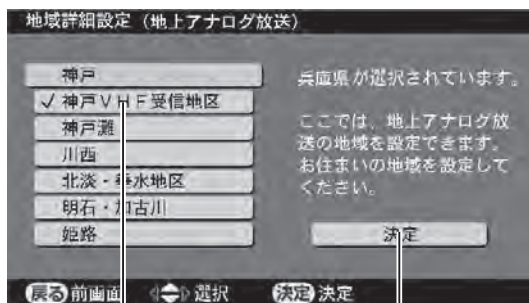 地域詳細設定（地上アナログ放送）
神戸
✓神戸ＶＨＦ受信地区
神戸灘
川西
北淡・垂水地区
明石・加古川
姫路
兵庫県が選択されています。
ここでは、地上アナログ放
送の地域を設定できます。
お住まいの地域を設定して
ください。
決定
戻る 前画面 選択 決定 決定